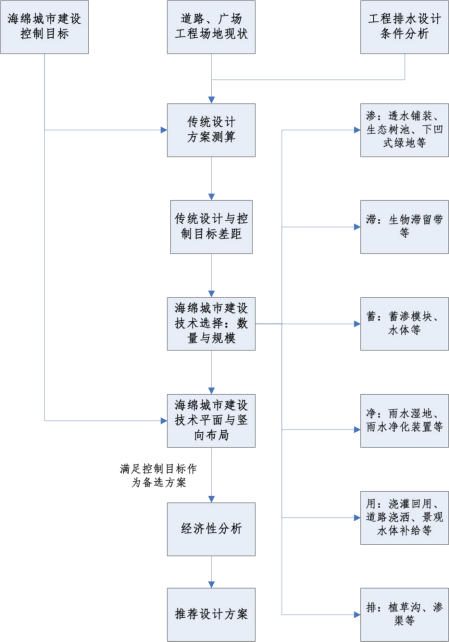 海绵城市建设
控制目标
道路、广场
工程场地现状
工程排水设计
条件分析
传统设计
方案测算
渗：透水铺装、
生态树池、下凹
式绿地等
传统设计与控
制目标差距
滞：生物滞留带
等
海绵城市建设
技术选择：数
量与规模
蓄：蓄渗模块、
水体等
海绵城市建设
技术平面与竖
向布局
净：雨水湿地、
雨水净化装置等
满足控制目标作
为备选方案
经济性分析
用：浇灌回用、
道路浇洒、景观
水体补给等
推荐设计方案
排：植草沟、渗
渠等